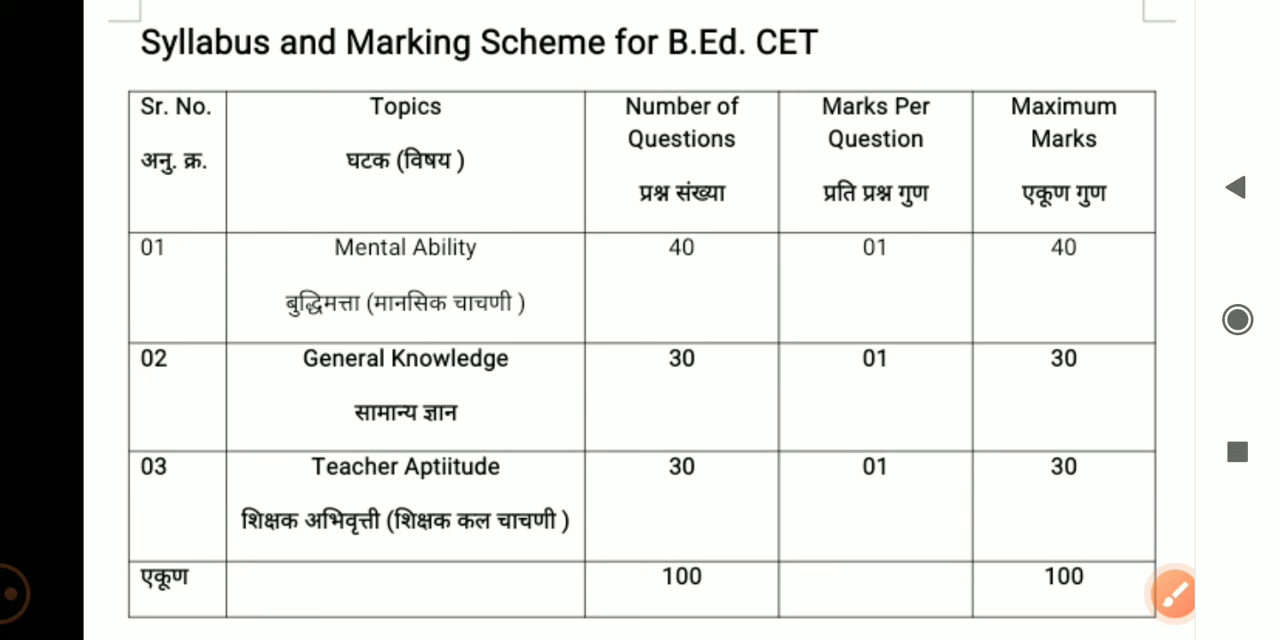 Syllabus and Marking Scheme for B.Ed. CET
Sr. No.
अनु. क्र.
Topics
घटक (विषय )
Number of
Questions
प्रश्न संख्या
Marks Per
Question
प्रति प्रश्न गुण
Maximum
Marks
एकूण गुण
01
Mental Ability
बुद्धिमत्ता (मानसिक चाचणी )
40
01
40
02
General Knowledge
सामान्य ज्ञान
30
01
30
03
Teacher Aptiitude
शिक्षक अभिवृत्ती (शिक्षक कल चाचणी )
30
01
30
एकूण
100
100